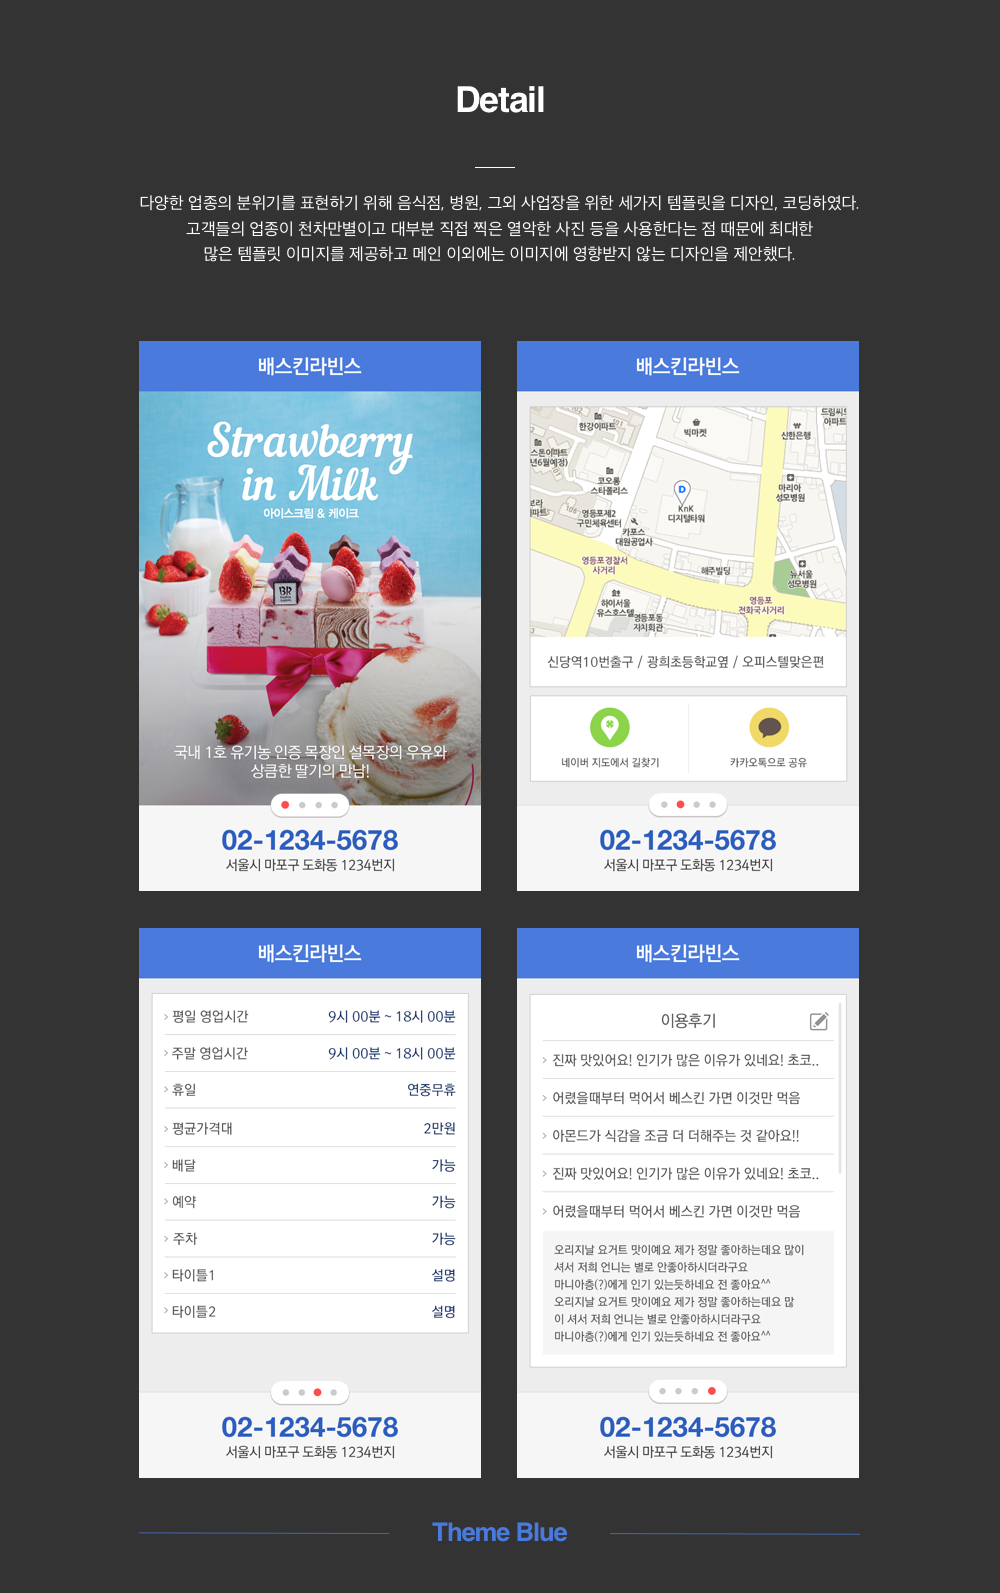 Detail
다양한 업종의 분위기를 표현하기 위해 음식점, 병원, 그외 사업장을 위한 세가지 템플릿을 디자인, 코딩하였다.
고객들의 업종이 천차만별이고 대부분 직접 찍은 열악한 사진 등을 사용한다는 점 때문에 최대한
많은 템플릿 이미지를 제공하고 메인 이외에는 이미지에 영향받지 않는 디자인을 제안했다.
배스킨라빈스
Strawberry
in Milk
아이스크림 & 케이크
BR
국내 1호 유기농 인증 목장인 설목장의 우유와
상큼한 딸기의 만남!
02-1234-5678
서울시 마포구 도화동 1234번지
배스킨라빈스
한강아파트
빅마켓
신한은행
드림씨트
아파트
스톤아파트
년6월예정)
코오롱
스타폴리스
마리아
성모병원
D
KnK
디지털타워
보라
파트
영등포제2
구민체육센터
카포스
대원공업사
영등포경찰서
사거리
해주빌딩
뉴서울
성모병원
하이서울
유스호스텔
영등포동
자치회관
영등포
전화국사거리
신당역10번출구 / 광희초등학교옆 / 오피스텔맞은편
네이버 지도에서 길찾기
카카오톡으로 공유
02-1234-5678
서울시 마포구 도화동 1234번지
배스킨라빈스
평일 영업시간 9시 00분 ~ 18시 00분
주말 영업시간 9시 00분 ~ 18시 00분
휴일 연중무휴
평균가격대 2만원
배달 가능
예약 가능
주차 가능
타이틀1 설명
타이틀2 설명
02-1234-5678
서울시 마포구 도화동 1234번지
배스킨라빈스
이용후기
진짜 맛있어요! 인기가 많은 이유가 있네요! 초코..
어렸을때부터 먹어서 베스킨 가면 이것만 먹음
아몬드가 식감을 조금 더 더해주는 것 같아요!!
진짜 맛있어요! 인기가 많은 이유가 있네요! 초코..
어렸을때부터 먹어서 베스킨 가면 이것만 먹음
오리지날 요거트 맛이예요 제가 정말 좋아하는데요 많이
셔서 저희 언니는 별로 안좋아하시더라구요
마니아층(?)에게 인기 있는듯하네요 전 좋아요^^
오리지날 요거트 맛이예요 제가 정말 좋아하는데요 많
이 셔서 저희 언니는 별로 안좋아하시더라구요
마니아층(?)에게 인기 있는듯하네요 전 좋아요^^
02-1234-5678
서울시 마포구 도화동 1234번지
Theme Blue